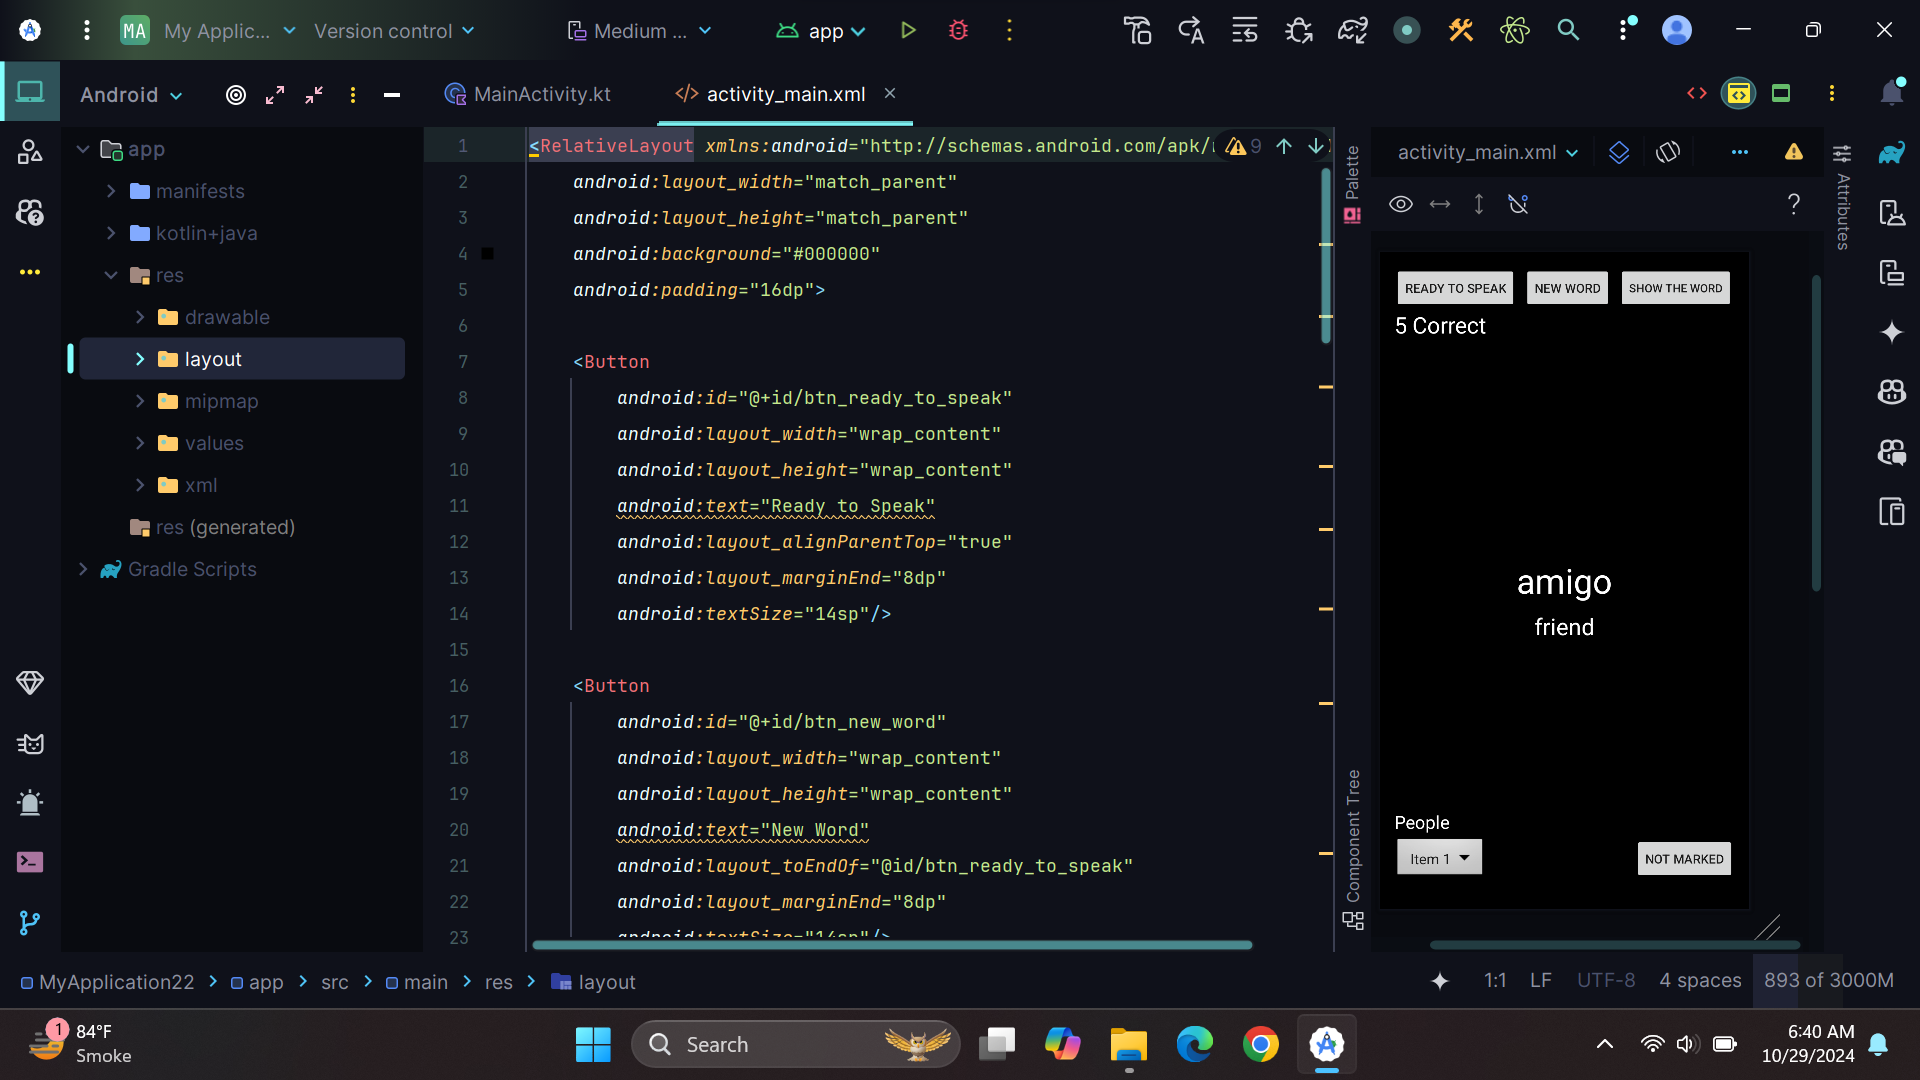 MA My Applic... Version control Medium ... app
Android MainActivity.kt activity_main.xml
app
manifests
kotlin+java
res
drawable
layout
mipmap
values
xml
res (generated)
Gradle Scripts
1 <RelativeLayout xmlns:android="http://schemas.android.com/apk/ 9
2 android:layout_width="match_parent"
3 android:layout_height="match_parent"
4 android:background="#000000"
5 android:padding="16dp">
6
7 <Button
8 android:id="@+id/btn_ready_to_speak"
9 android:layout_width="wrap_content"
10 android:layout_height="wrap_content"
11 android:text="Ready to Speak"
12 android:layout_alignParentTop="true"
13 android:layout_marginEnd="8dp"
14 android:textSize="14sp"/>
15
16 <Button
17 android:id="@+id/btn_new_word"
18 android:layout_width="wrap_content"
19 android:layout_height="wrap_content"
20 android:text="New Word"
21 android:layout_toEndOf="@id/btn_ready_to_speak"
22 android:layout_marginEnd="8dp"
23 android:textSize="14sp"/>
Palette
Component Tree
activity_main.xml
?
Attributes
READY TO SPEAK NEW WORD SHOW THE WORD
5 Correct
amigo
friend
People
Item 1 NOT MARKED
MyApplication22 > app > src > main > res > layout
1:1 LF UTF-8 4 spaces 893 of 3000M
1 84°F
Smoke
Search
6:40 AM
10/29/2024